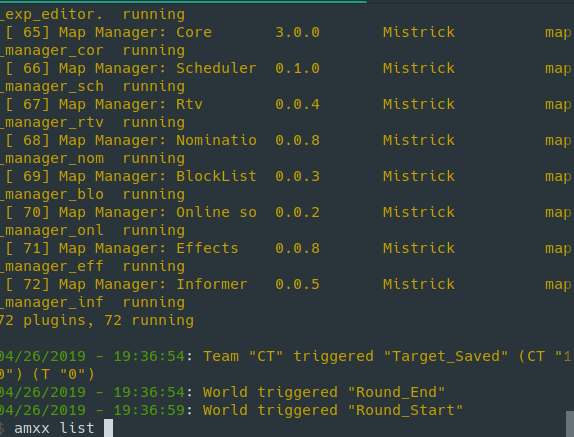 _exp_editor.  running
[ 65] Map Manager: Core       3.0.0       Mistrick          map
_manager_cor  running
[ 66] Map Manager: Scheduler  0.1.0       Mistrick          map
_manager_sch  running
[ 67] Map Manager: Rtv        0.0.4       Mistrick          map
_manager_rtv  running
[ 68] Map Manager: Nominatio  0.0.8       Mistrick          map
_manager_nom  running
[ 69] Map Manager: BlockList  0.0.3       Mistrick          map
_manager_blo  running
[ 70] Map Manager: Online so  0.0.2       Mistrick          map
_manager_onl  running
[ 71] Map Manager: Effects    0.0.8       Mistrick          map
_manager_eff  running
[ 72] Map Manager: Informer   0.0.5       Mistrick          map
_manager_inf  running
72 plugins, 72 running
04/26/2019 - 19:36:54: Team "CT" triggered "Target_Saved" (CT "1
0") (T "0")
04/26/2019 - 19:36:54: World triggered "Round_End"
04/26/2019 - 19:36:59: World triggered "Round_Start"
$ amxx list